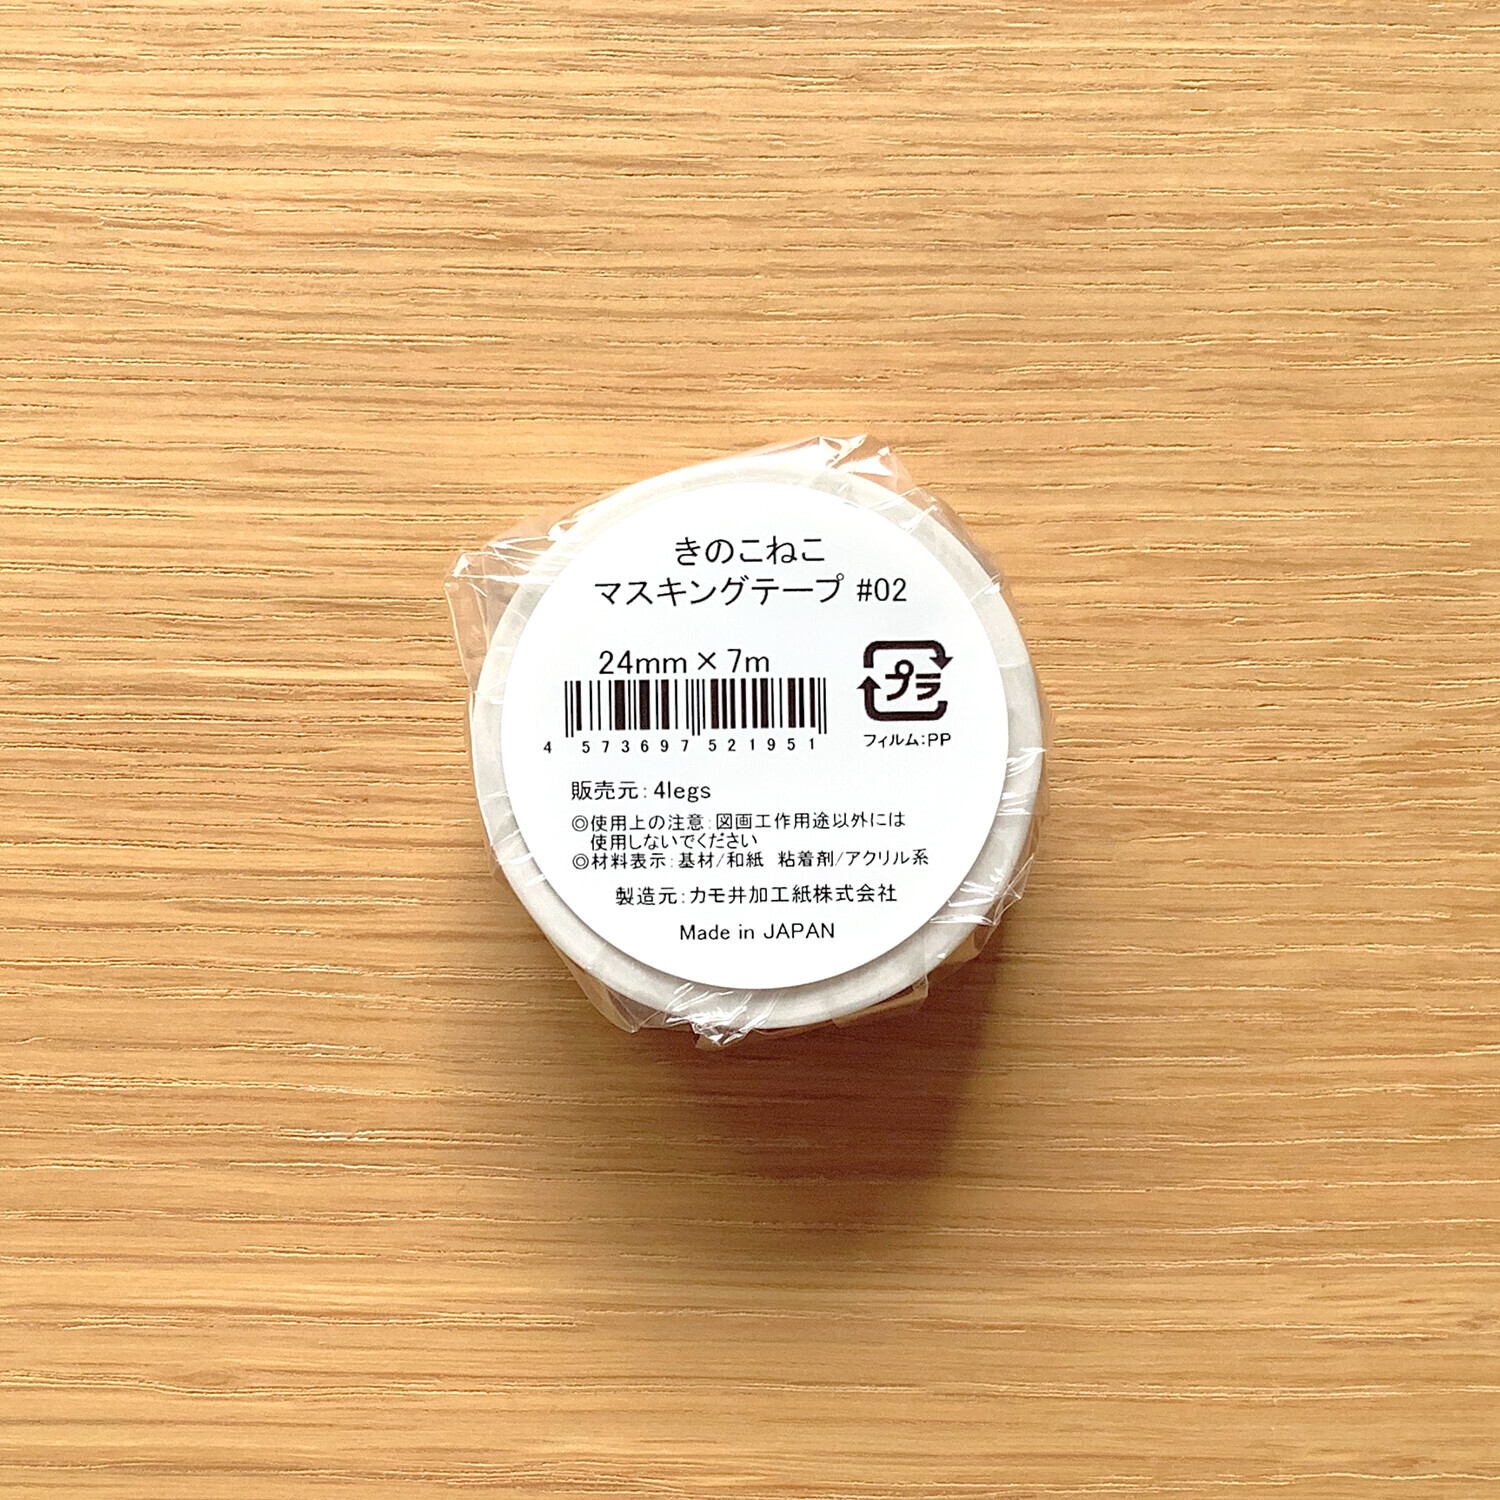 きのこねこ
マスキングテープ #02
24mm×7m
4 573697 521951
プラ
フィルム:PP
販売元: 4legs
◎使用上の注意:図画工作用途以外には
使用しないでください
◎材料表示:基材/和紙 粘着剤/アクリル系
製造元:カモ井加工紙株式会社
Made in JAPAN